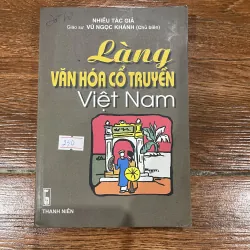 NHIỀU TÁC GIẢ
Giáo sư VŨ NGỌC KHÁNH (chủ biên)
Làng
VĂN HÓA CỔ TRUYỀN
Việt Nam
THANH NIÊN